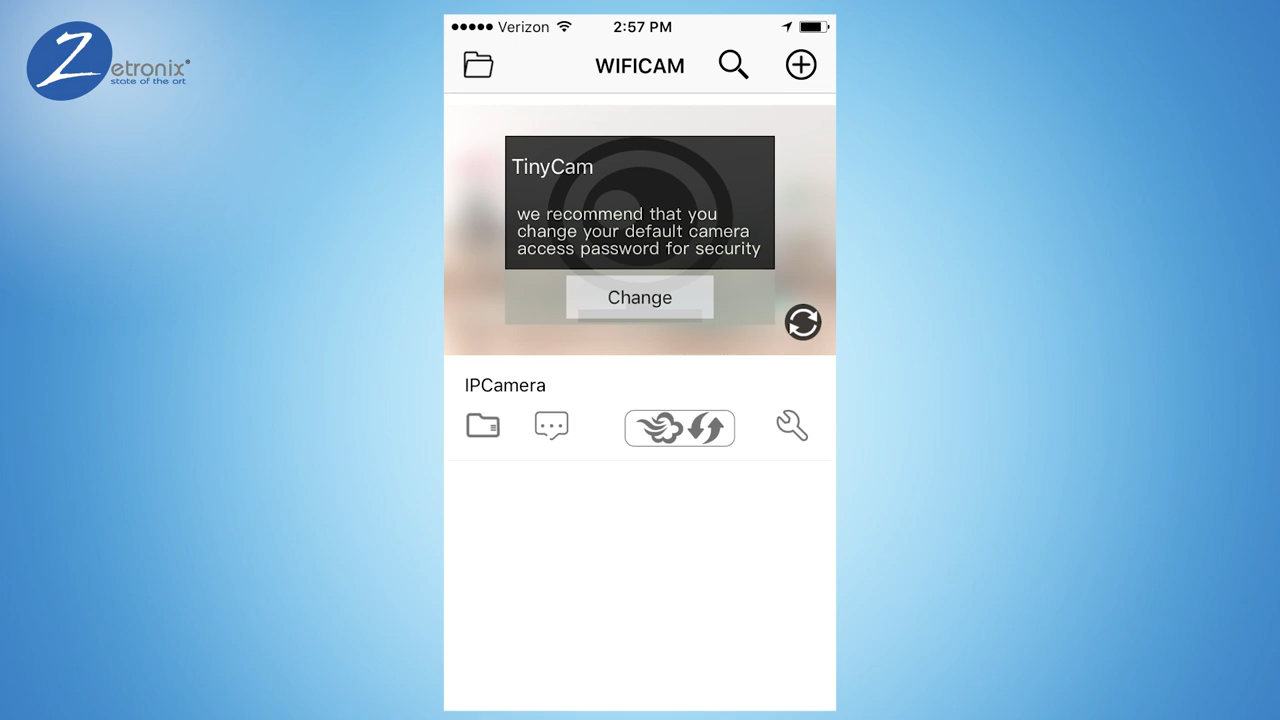 Zetronix®
state of the art
Verizon 2:57 PM
WIFICAM
TinyCam
we recommend that you
change your default camera
access password for security
Change
IPCamera